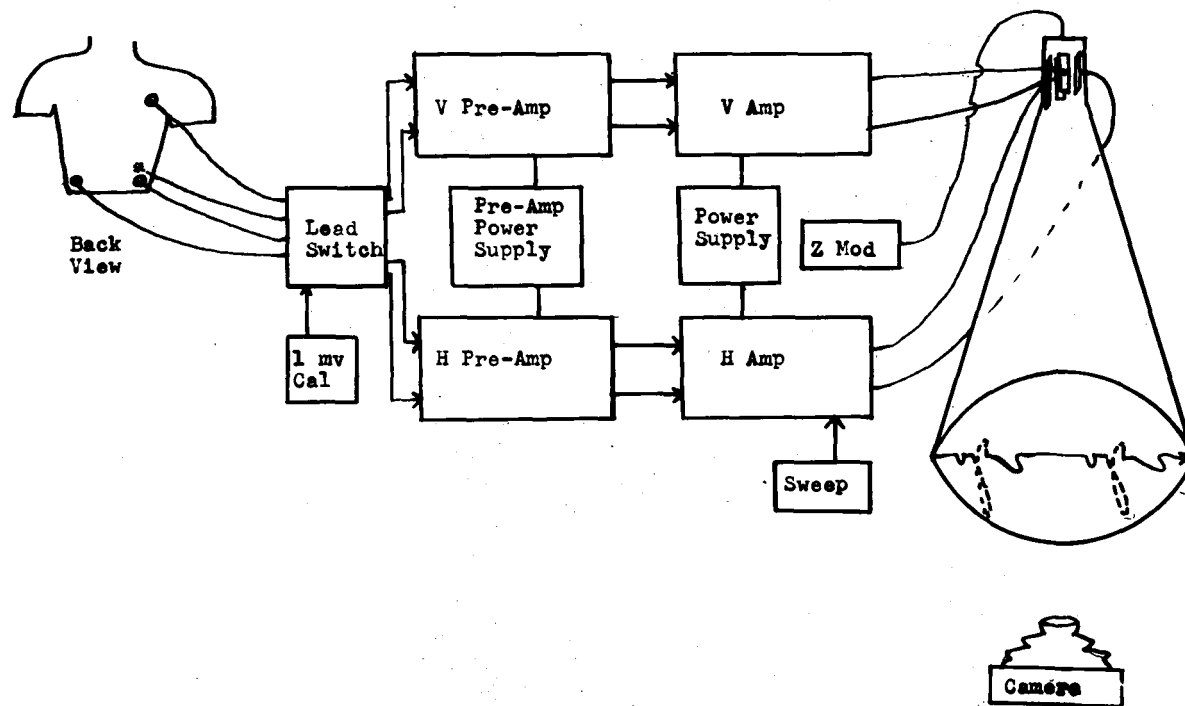 V Pre-Amp
V Amp
Back
View
Lead
Switch
Pre-Amp
Power
Supply
Power
Supply
Z Mod
1 mv
Cal
H Pre-Amp
H Amp
Sweep
Camera